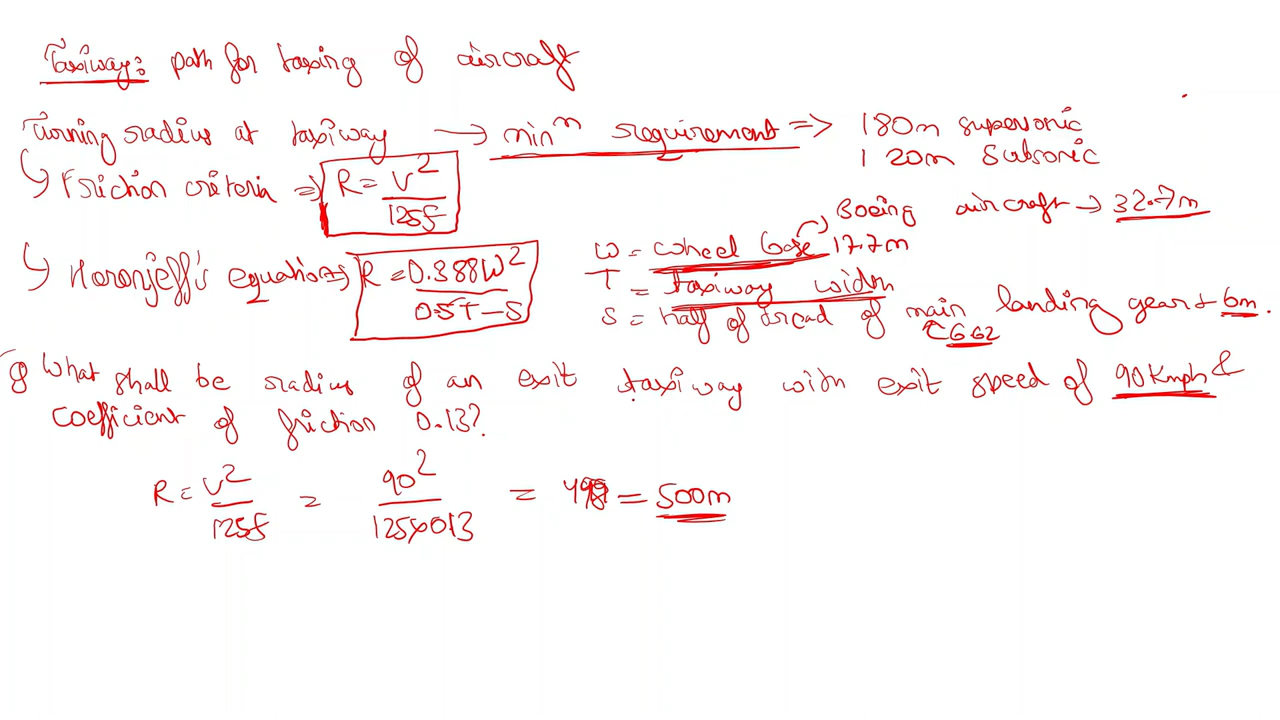 Taxiway: path for taxing of aircraft
Turning radius at taxiway → minᵐ requirement => 180m supersonic
120m Subsonic
↳ Friction criteria => R = V²/125f
Boeing aircraft → 32.7m
↳ Horonjeff's equation => R = 0.388W²/0.5T-S
W = wheel base 17.7m
T = taxiway width
S = half of tread of main landing gear + 6m.
What shall be radius of an exit taxiway with exit speed of 90 Kmph &
coefficient of friction 0.13?
R = V²/125f = 90²/125×013 = 498 = 500m